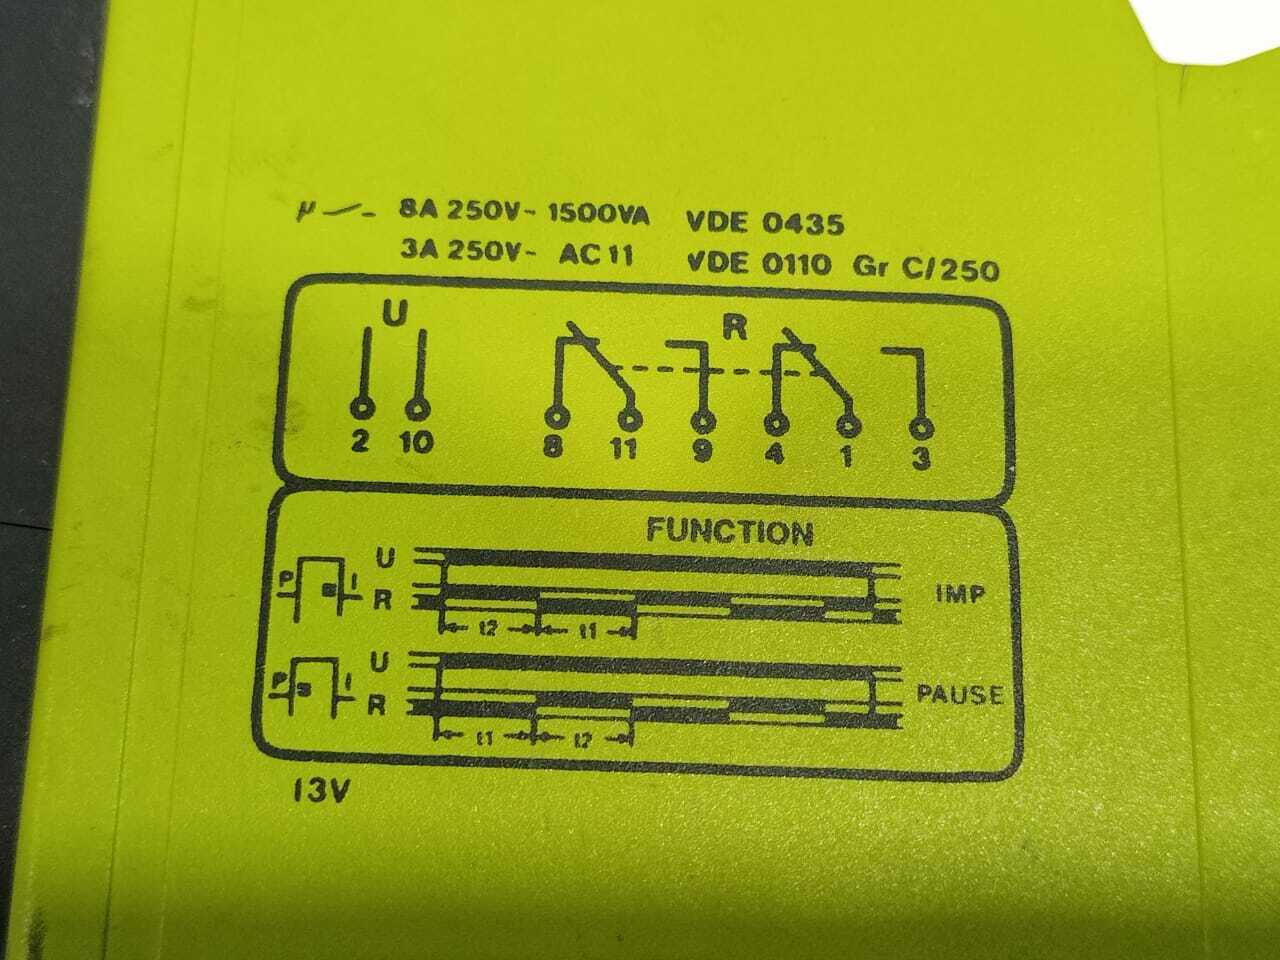 µ 8A 250V~ 1500VA VDE 0435
3A 250V~ AC11 VDE 0110 Gr C/250
U R
2 10 8 11 9 4 1 3
FUNCTION
U
P S I R IMP
t2 t1
U
P S I R PAUSE
t1 t2
13V